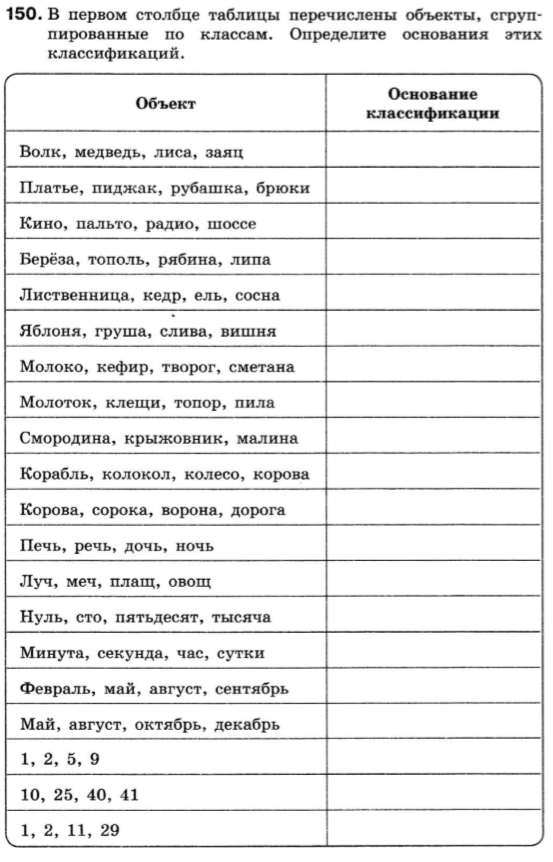 150. В первом столбце таблицы перечислены объекты, сгруп-
пированные по классам. Определите основания этих
классификаций.
Объект
Основание
классификации
Волк, медведь, лиса, заяц
Платье, пиджак, рубашка, брюки
Кино, пальто, радио, шоссе
Берёза, тополь, рябина, липа
Лиственница, кедр, ель, сосна
Яблоня, груша, слива, вишня
Молоко, кефир, творог, сметана
Молоток, клещи, топор, пила
Смородина, крыжовник, малина
Корабль, колокол, колесо, корова
Корова, сорока, ворона, дорога
Печь, речь, дочь, ночь
Луч, меч, плащ, овощ
Нуль, сто, пятьдесят, тысяча
Минута, секунда, час, сутки
Февраль, май, август, сентябрь
Май, август, октябрь, декабрь
1, 2, 5, 9
10, 25, 40, 41
1, 2, 11, 29